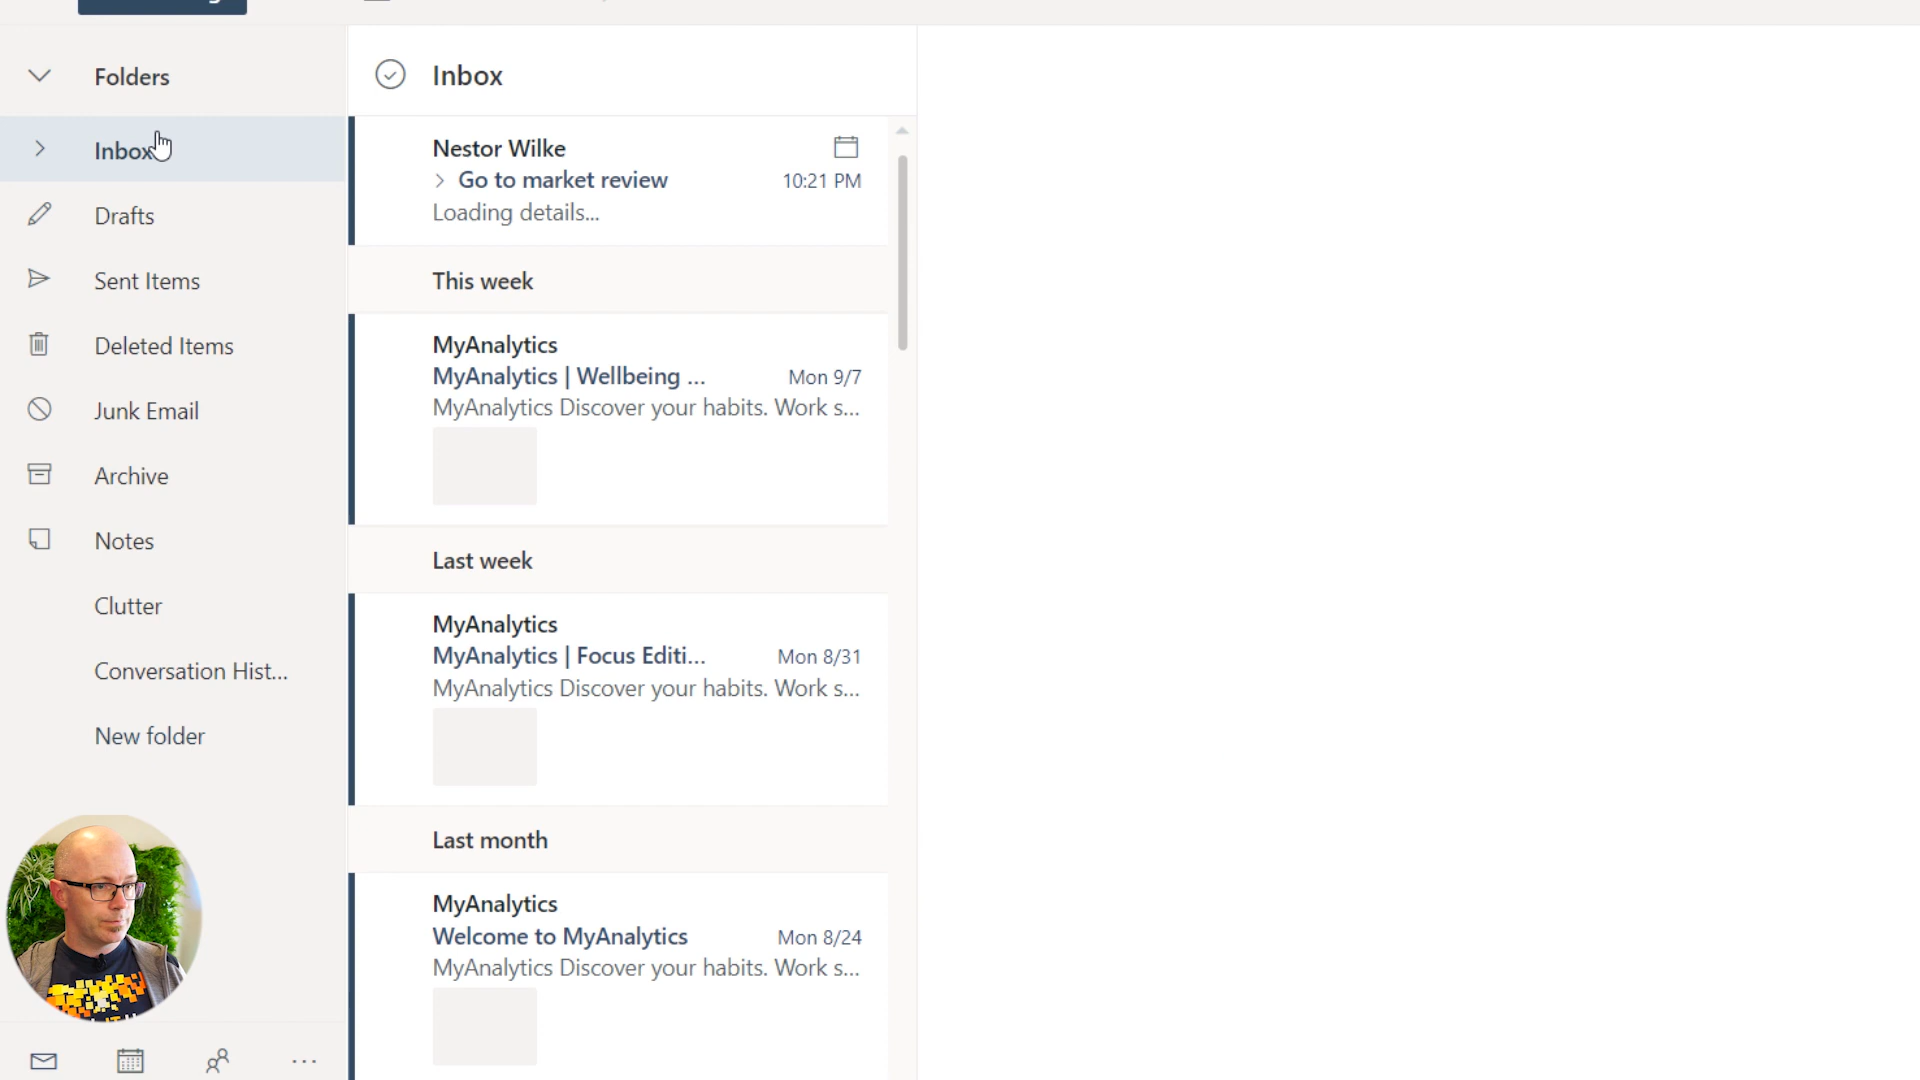 Folders
Inbox
Drafts
Sent Items
Deleted Items
Junk Email
Archive
Notes
Clutter
Conversation Hist...
New folder
Inbox
Nestor Wilke
Go to market review 10:21 PM
Loading details...
This week
MyAnalytics
MyAnalytics | Wellbeing ... Mon 9/7
MyAnalytics Discover your habits. Work s...
Last week
MyAnalytics
MyAnalytics | Focus Editi... Mon 8/31
MyAnalytics Discover your habits. Work s...
Last month
MyAnalytics
Welcome to MyAnalytics Mon 8/24
MyAnalytics Discover your habits. Work s...